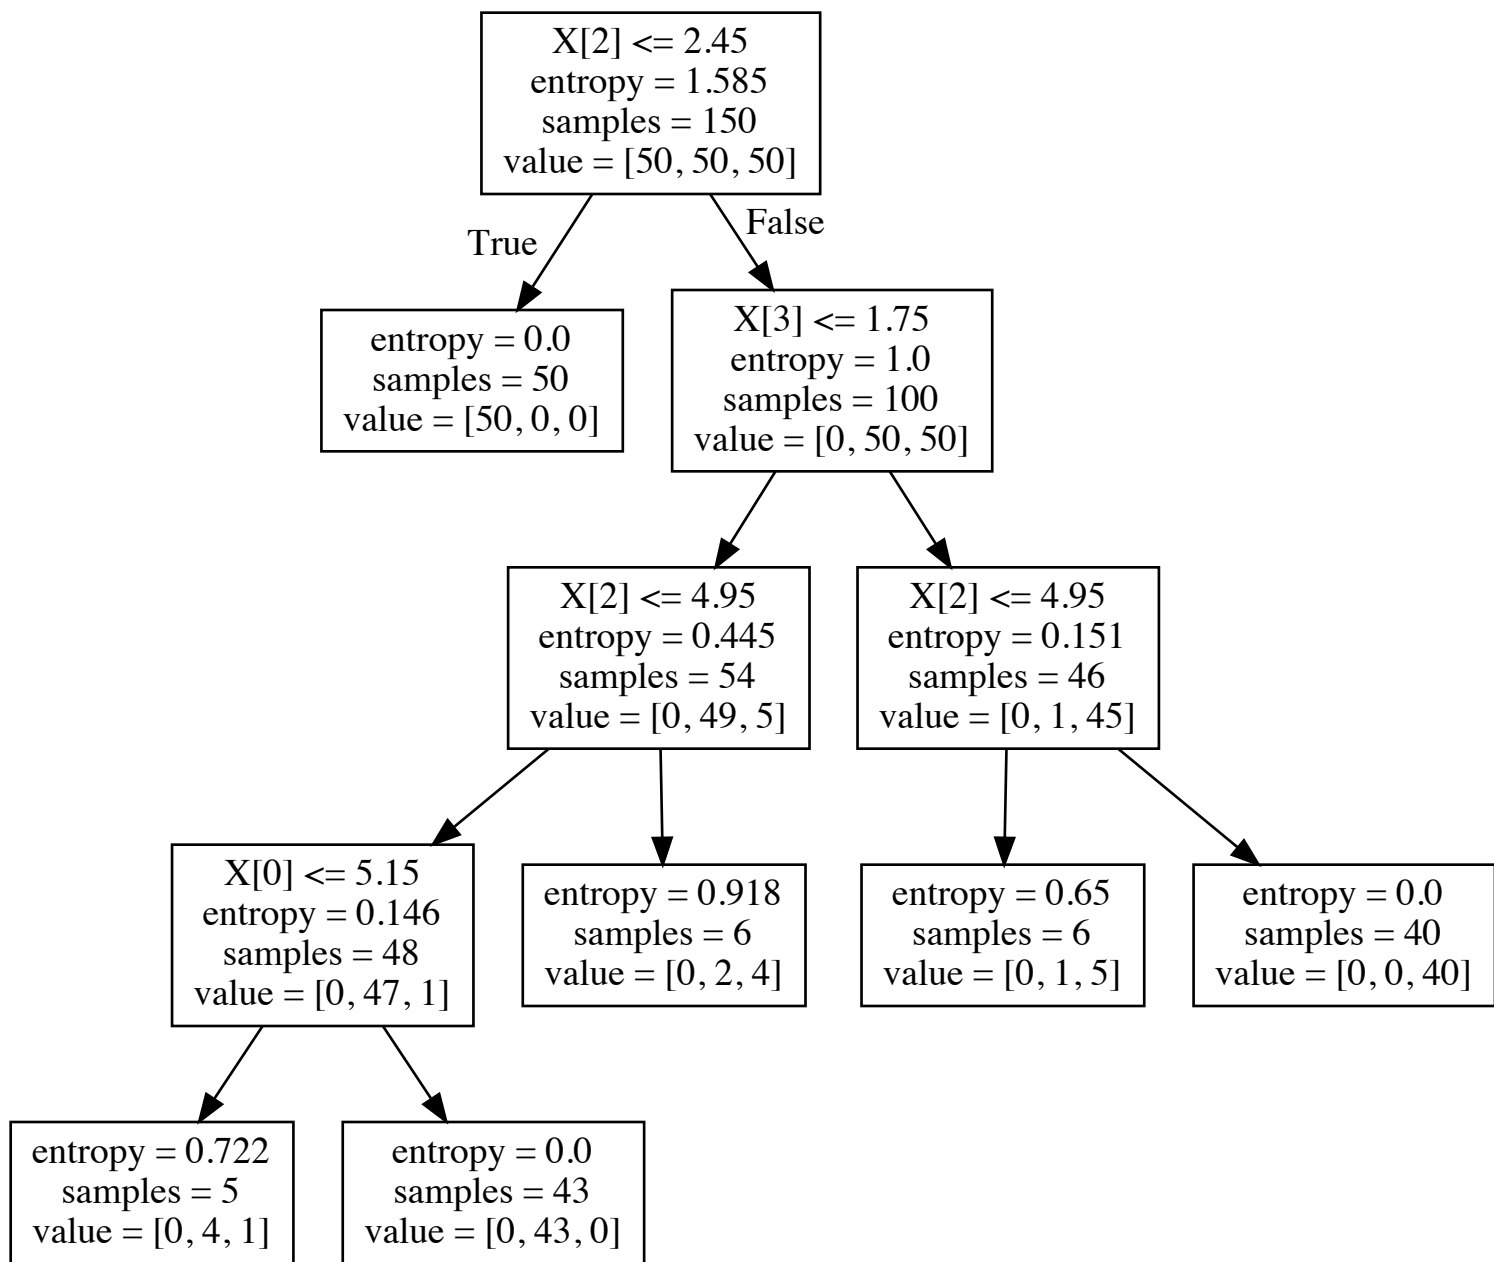 X[2] <= 2.45
entropy = 1.585
samples = 150
value = [50, 50, 50]
True
False
entropy = 0.0
samples = 50
value = [50, 0, 0]
X[3] <= 1.75
entropy = 1.0
samples = 100
value = [0, 50, 50]
X[2] <= 4.95
entropy = 0.445
samples = 54
value = [0, 49, 5]
X[2] <= 4.95
entropy = 0.151
samples = 46
value = [0, 1, 45]
X[0] <= 5.15
entropy = 0.146
samples = 48
value = [0, 47, 1]
entropy = 0.918
samples = 6
value = [0, 2, 4]
entropy = 0.65
samples = 6
value = [0, 1, 5]
entropy = 0.0
samples = 40
value = [0, 0, 40]
entropy = 0.722
samples = 5
value = [0, 4, 1]
entropy = 0.0
samples = 43
value = [0, 43, 0]